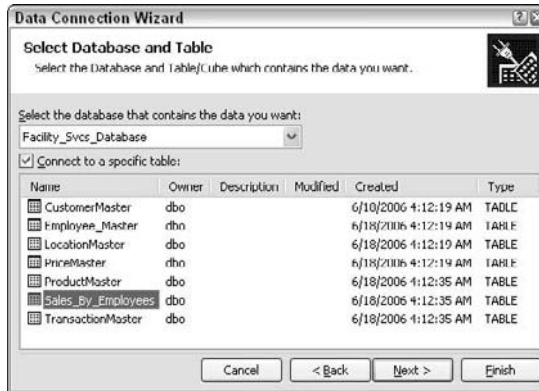 Data Connection Wizard
Select Database and Table
Select the Database and Table/Cube which contains the data you want.
Select the database that contains the data you want:
Facility_Svcs_Database
Connect to a specific table:
Name Owner Description Modified Created Type
CustomerMaster dbo 6/18/2006 4:12:19 AM TABLE
Employee_Master dbo 6/18/2006 4:12:19 AM TABLE
LocationMaster dbo 6/18/2006 4:12:19 AM TABLE
PriceMaster dbo 6/18/2006 4:12:19 AM TABLE
ProductMaster dbo 6/18/2006 4:12:35 AM TABLE
Sales_By_Employees dbo 6/18/2006 4:12:35 AM TABLE
TransactionMaster dbo 6/18/2006 4:12:35 AM TABLE
Cancel < Back Next > Finish